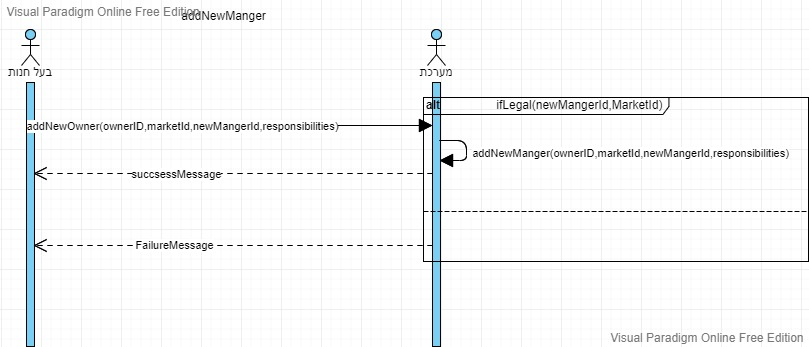 Visual Paradigm Online Free Edition
addNewManger
בעל חנות
מערכת
alt
ifLegal(newMangerId,MarketId)
addNewOwner(ownerID,marketId,newMangerId,responsibilities)
addNewManger(ownerID,marketId,newMangerId,responsibilities)
succsessMessage
FailureMessage
Visual Paradigm Online Free Edition